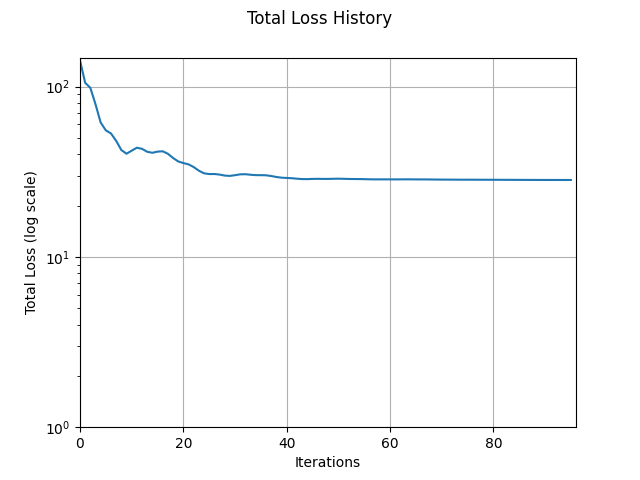 Total Loss History
Total Loss (log scale)
10²
10¹
10⁰
0 20 40 60 80
Iterations